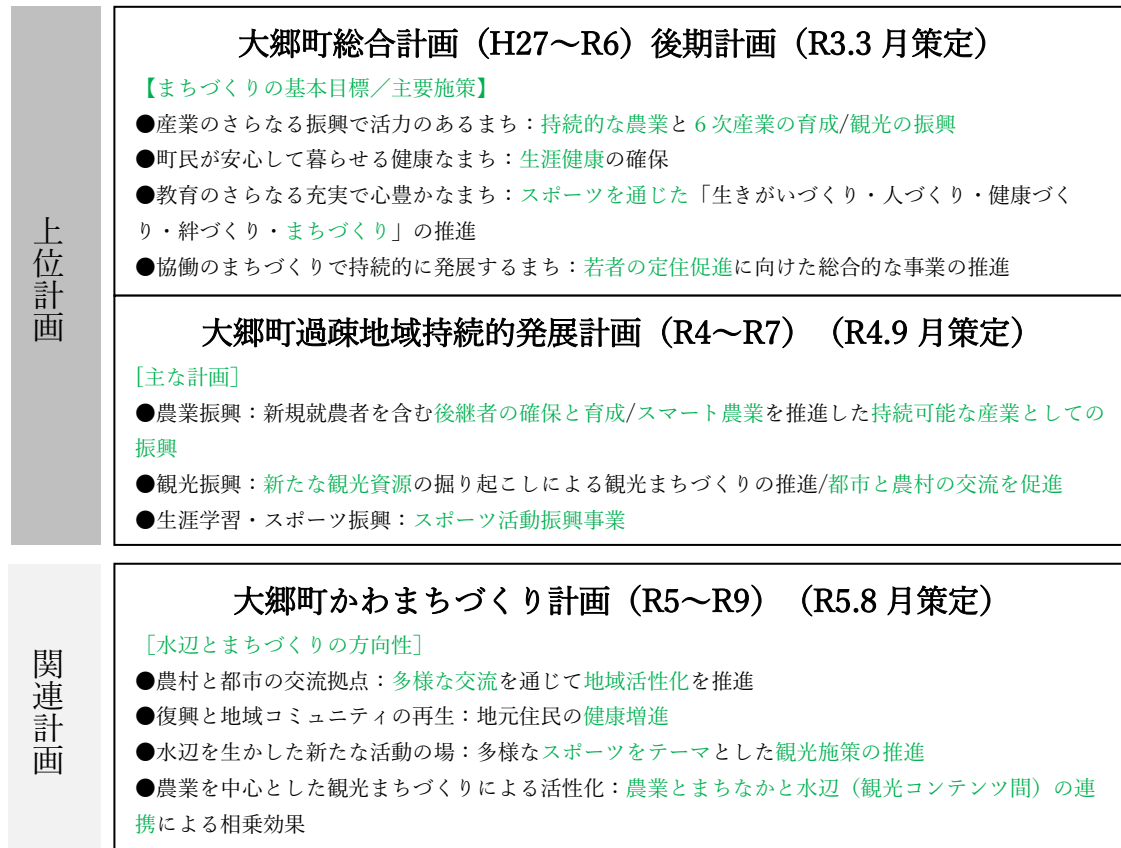 上位計画
大郷町総合計画（H27～R6）後期計画（R3.3 月策定）
【まちづくりの基本目標／主要施策】
●産業のさらなる振興で活力のあるまち：持続的な農業と６次産業の育成/観光の振興
●町民が安心して暮らせる健康なまち：生涯健康の確保
●教育のさらなる充実で心豊かなまち：スポーツを通じた「生きがいづくり・人づくり・健康づく
り・絆づくり・まちづくり」の推進
●協働のまちづくりで持続的に発展するまち：若者の定住促進に向けた総合的な事業の推進
大郷町過疎地域持続的発展計画（R4～R7）（R4.9 月策定）
［主な計画］
●農業振興：新規就農者を含む後継者の確保と育成/スマート農業を推進した持続可能な産業としての
振興
●観光振興：新たな観光資源の掘り起こしによる観光まちづくりの推進/都市と農村の交流を促進
●生涯学習・スポーツ振興：スポーツ活動振興事業
関連計画
大郷町かわまちづくり計画（R5～R9）（R5.8 月策定）
［水辺とまちづくりの方向性］
●農村と都市の交流拠点：多様な交流を通じて地域活性化を推進
●復興と地域コミュニティの再生：地元住民の健康増進
●水辺を生かした新たな活動の場：多様なスポーツをテーマとした観光施策の推進
●農業を中心とした観光まちづくりによる活性化：農業とまちなかと水辺（観光コンテンツ間）の連
携による相乗効果